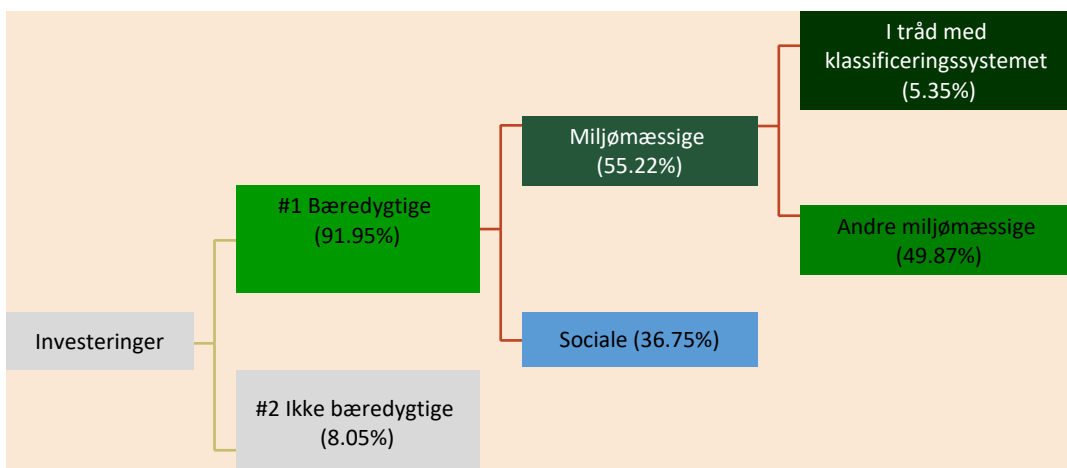 I tråd med
klassificeringssystemet
(5.35%)
Miljømæssige
(55.22%)
#1 Bæredygtige
(91.95%)
Andre miljømæssige
(49.87%)
Investeringer
Sociale (36.75%)
#2 Ikke bæredygtige
(8.05%)